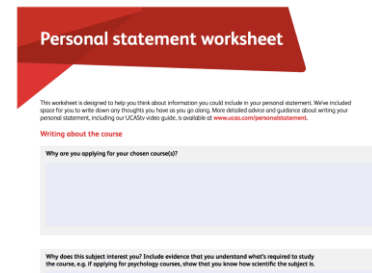 Personal statement worksheet
This worksheet is designed to help you think about information you could include in your personal statement. We've included
space for you to write down any thoughts you have as you go along. More detailed advice and guidance about writing your
personal statement, including our UCAStv video guide, is available at www.ucas.com/personalstatement.
Writing about the course
Why are you applying for your chosen course(s)?
Why does this subject interest you? Include evidence that you understand what's required to study
the course, e.g. if applying for psychology courses, show that you know how scientific the subject is.